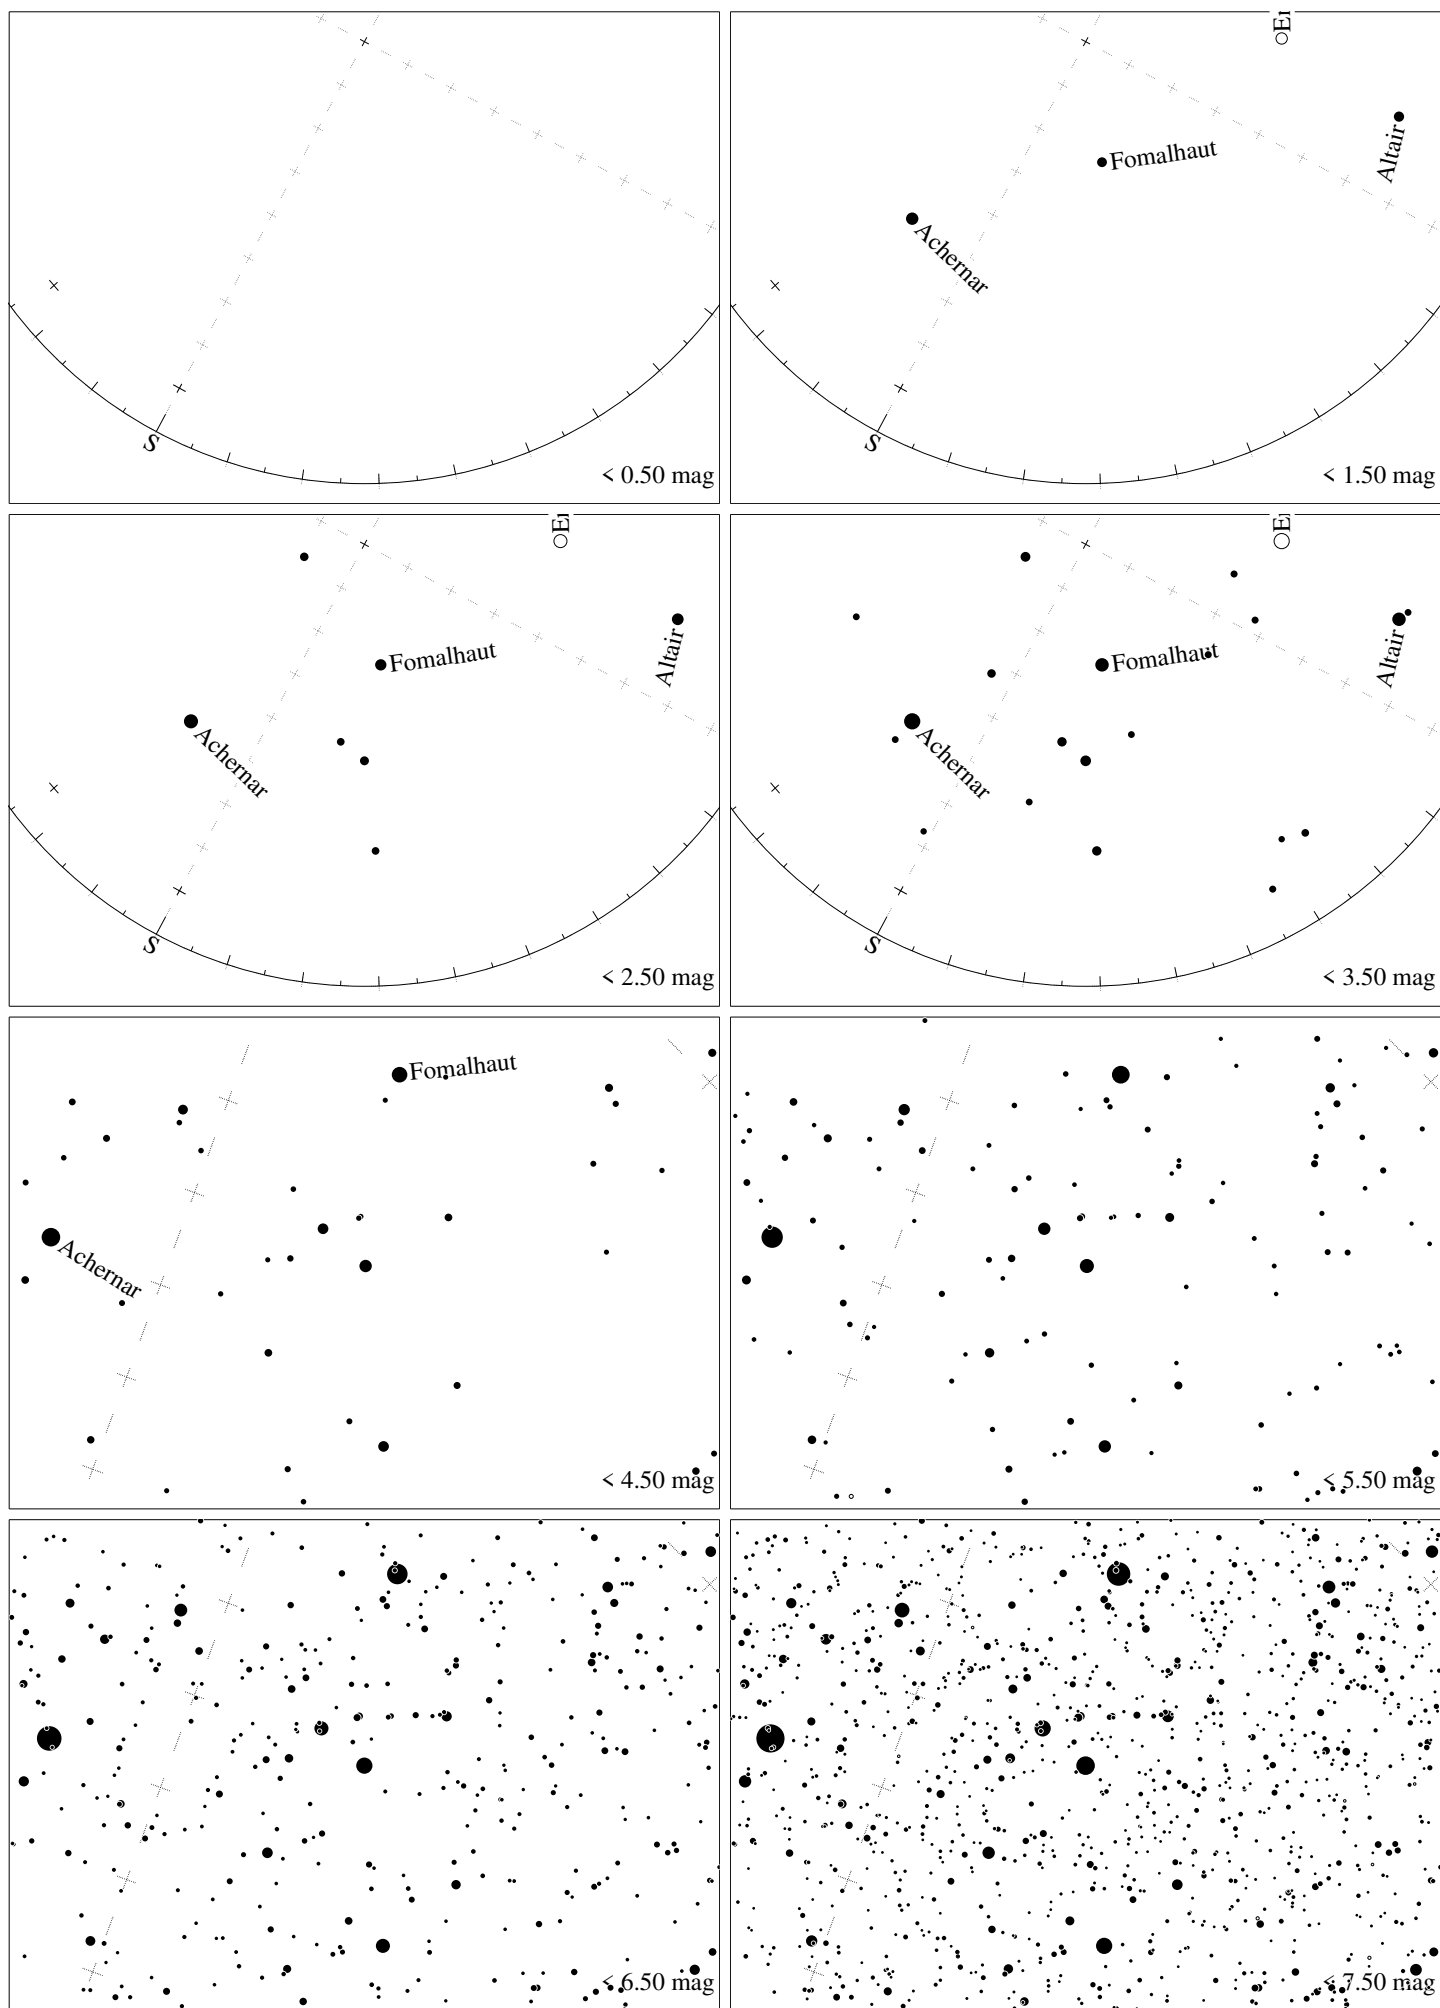 S
< 0.50 mag
Altair
Fomalhaut
Achernar
S
< 1.50 mag
Altair
Fomalhaut
Achernar
S
< 2.50 mag
Altair
Fomalhaut
Achernar
S
< 3.50 mag
Fomalhaut
Achernar
< 4.50 mag
< 5.50 mag
< 6.50 mag
< 7.50 mag